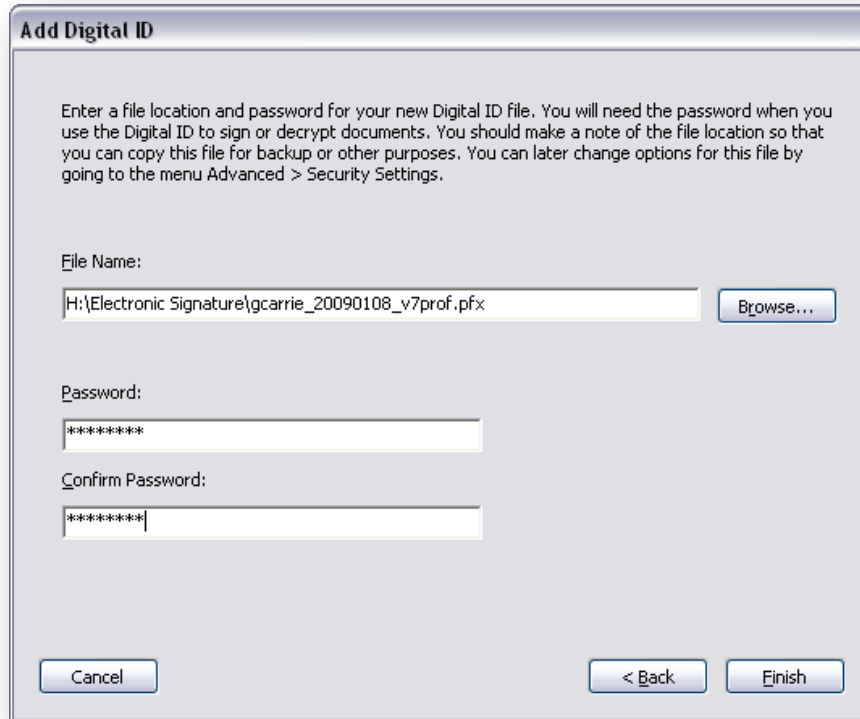 Add Digital ID
Enter a file location and password for your new Digital ID file. You will need the password when you
use the Digital ID to sign or decrypt documents. You should make a note of the file location so that
you can copy this file for backup or other purposes. You can later change options for this file by
going to the menu Advanced > Security Settings.
File Name:
H:\Electronic Signature\gcarrie_20090108_v7prof.pfx
Browse...
Password:
********
Confirm Password:
********
Cancel
< Back
Finish